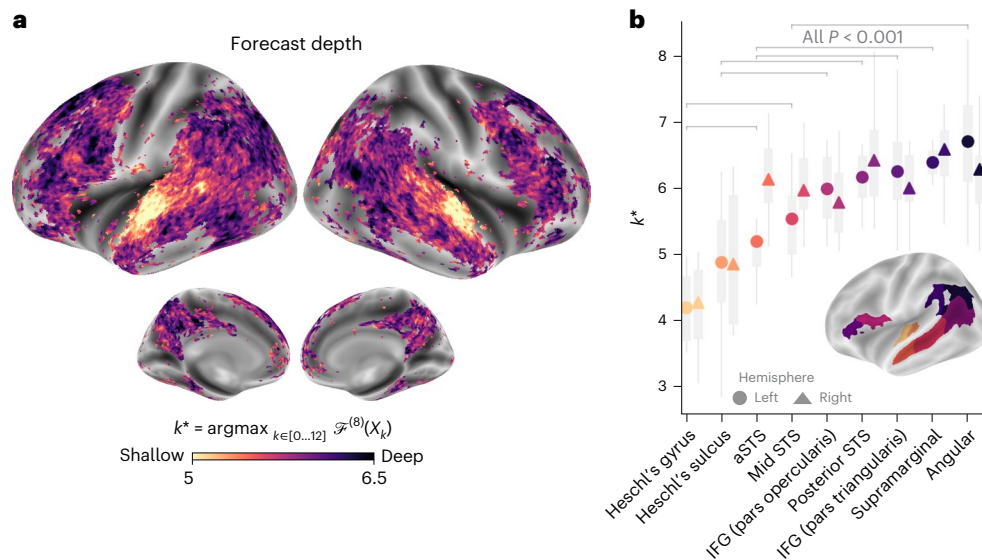 a
Forecast depth
k* = argmax k∈[0…12] ℱ(8)(Xk)
Shallow
Deep
5
6.5
b
All P < 0.001
8
7
6
5
4
3
k*
Hemisphere
Left
Right
Heschl's gyrus
Heschl's sulcus
aSTS
Mid STS
IFG (pars opercularis)
Posterior STS
IFG (pars triangularis)
Supramarginal
Angular